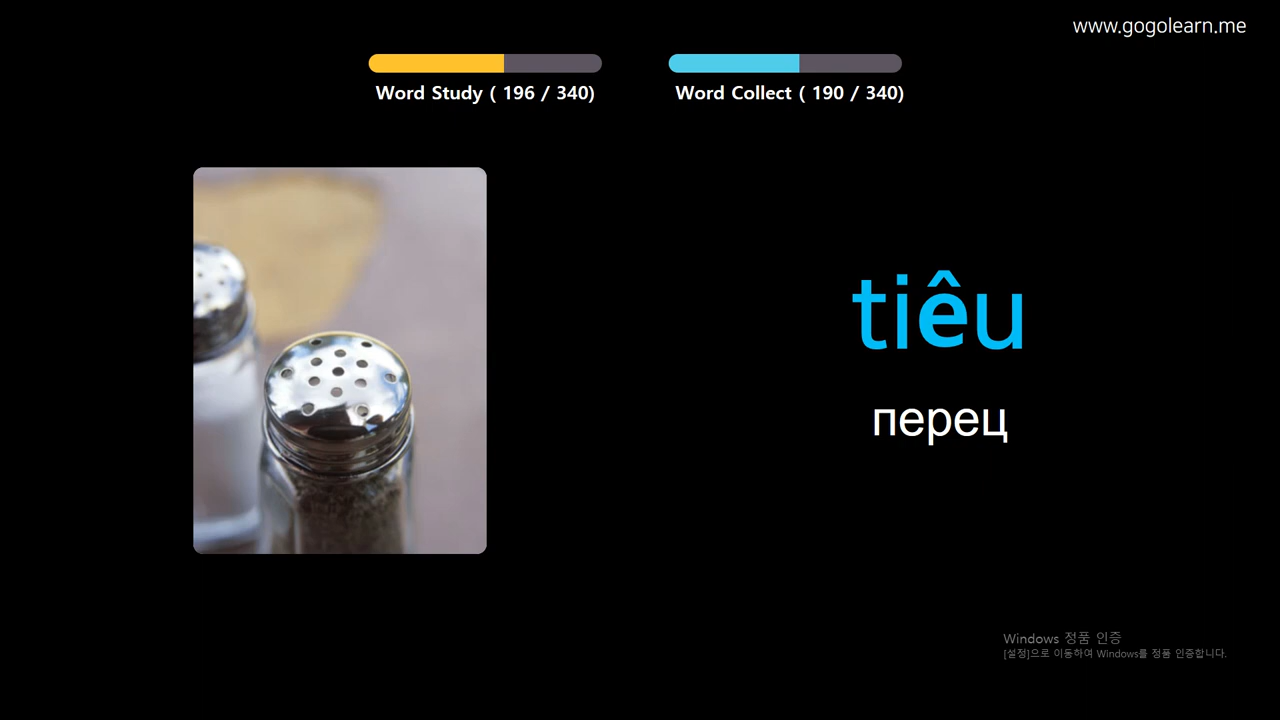 www.gogolearn.me
Word Study ( 196 / 340)
Word Collect ( 190 / 340)
tiêu
перец
Windows 정품 인증
[설정]으로 이동하여 Windows를 정품 인증합니다.